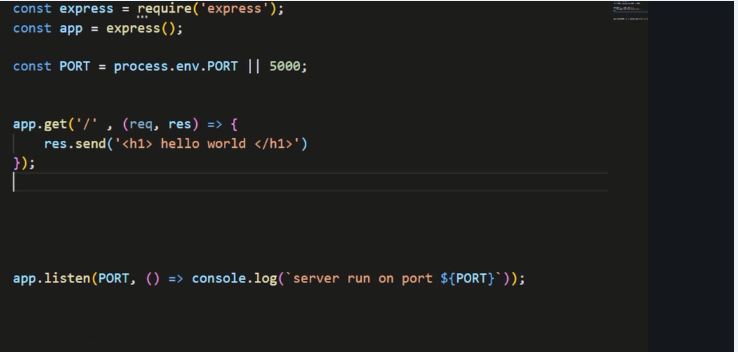 const express = require('express');
const app = express();
const PORT = process.env.PORT || 5000;
app.get('/' , (req, res) => {
    res.send('<h1> hello world </h1>')
});
app.listen(PORT, () => console.log(`server run on port ${PORT}`));